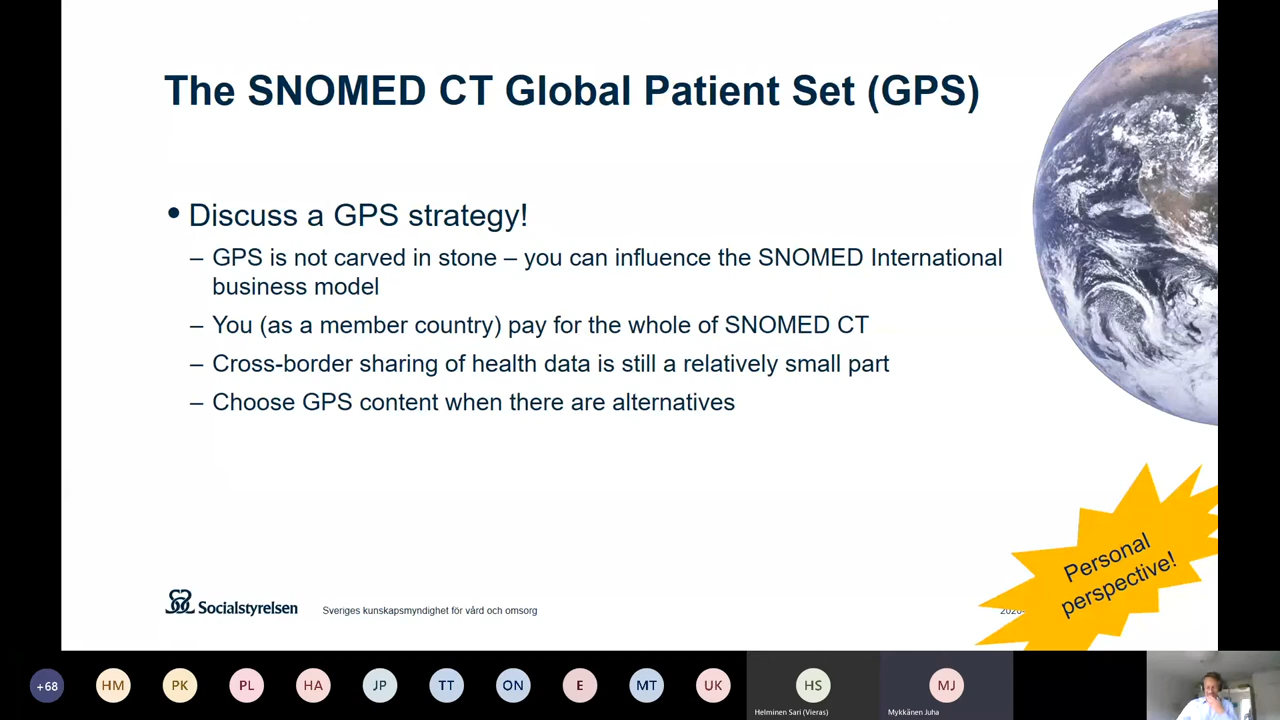 The SNOMED CT Global Patient Set (GPS)
• Discuss a GPS strategy!
– GPS is not carved in stone – you can influence the SNOMED International
business model
– You (as a member country) pay for the whole of SNOMED CT
– Cross-border sharing of health data is still a relatively small part
– Choose GPS content when there are alternatives
Personal
perspective!
Socialstyrelsen
Sveriges kunskapsmyndighet för vård och omsorg
+68
HM
PK
PL
HA
JP
TT
ON
E
MT
UK
HS
MJ
Helminen Sari (Vieras)
Mykkänen Juha